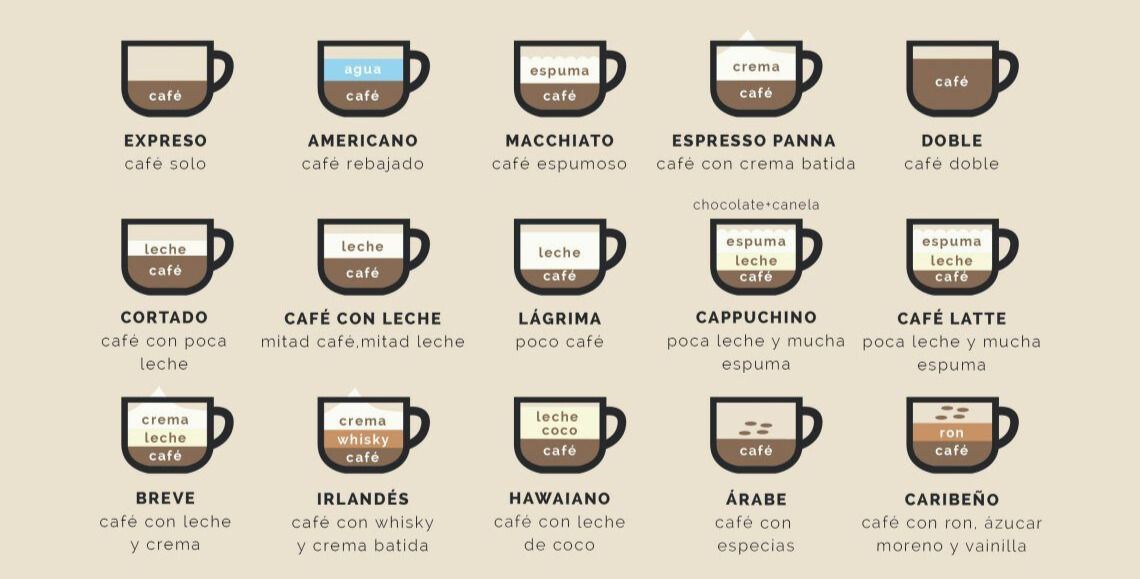 café
EXPRESO
café solo
agua
café
AMERICANO
café rebajado
espuma
café
MACCHIATO
café espumoso
crema
café
ESPRESSO PANNA
café con crema batida
café
DOBLE
café doble
leche
café
CORTADO
café con poca
leche
leche
café
CAFÉ CON LECHE
mitad café,mitad leche
leche
café
LÁGRIMA
poco café
chocolate+canela
espuma
leche
café
CAPPUCHINO
poca leche y mucha
espuma
espuma
leche
café
CAFÉ LATTE
poca leche y mucha
espuma
crema
leche
café
BREVE
café con leche
y crema
crema
whisky
café
IRLANDÉS
café con whisky
y crema batida
leche
coco
café
HAWAIANO
café con leche
de coco
café
ÁRABE
café con
especias
ron
café
CARIBEÑO
café con ron, ázucar
moreno y vainilla